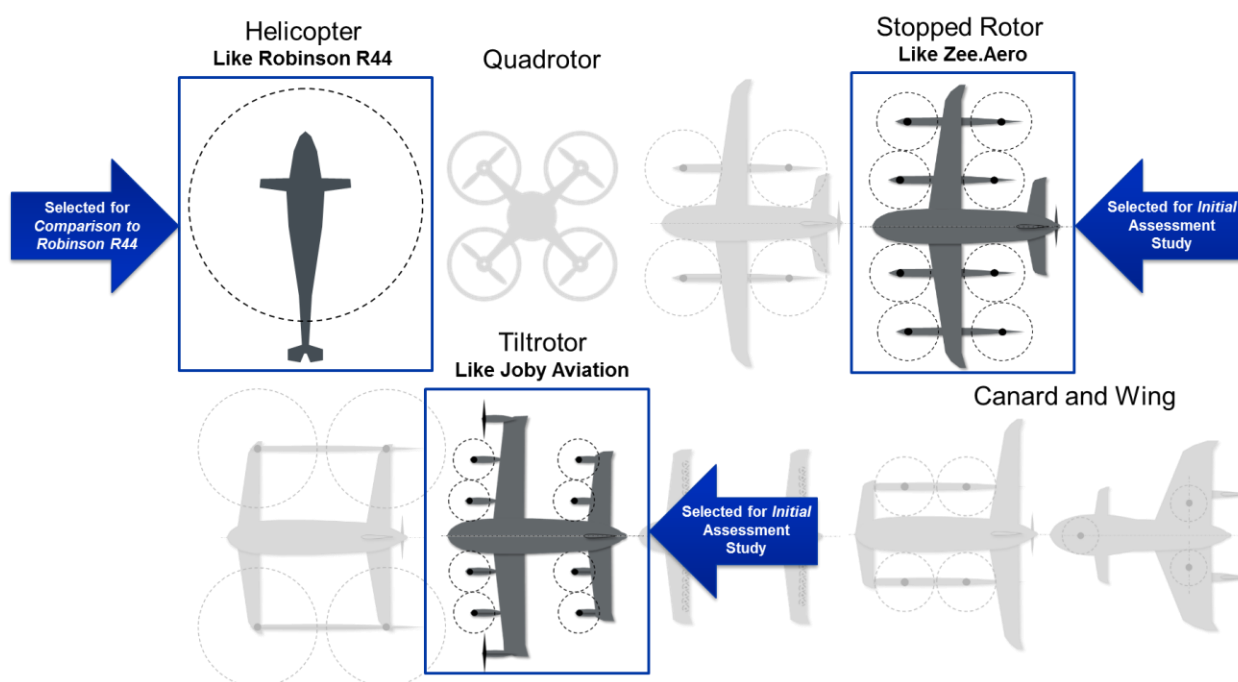 Helicopter
Like Robinson R44
Quadrotor
Stopped Rotor
Like Zee.Aero
Selected for
Comparison to
Robinson R44
Selected for Initial
Assessment
Study
Tiltrotor
Like Joby Aviation
Canard and Wing
Selected for Initial
Assessment
Study